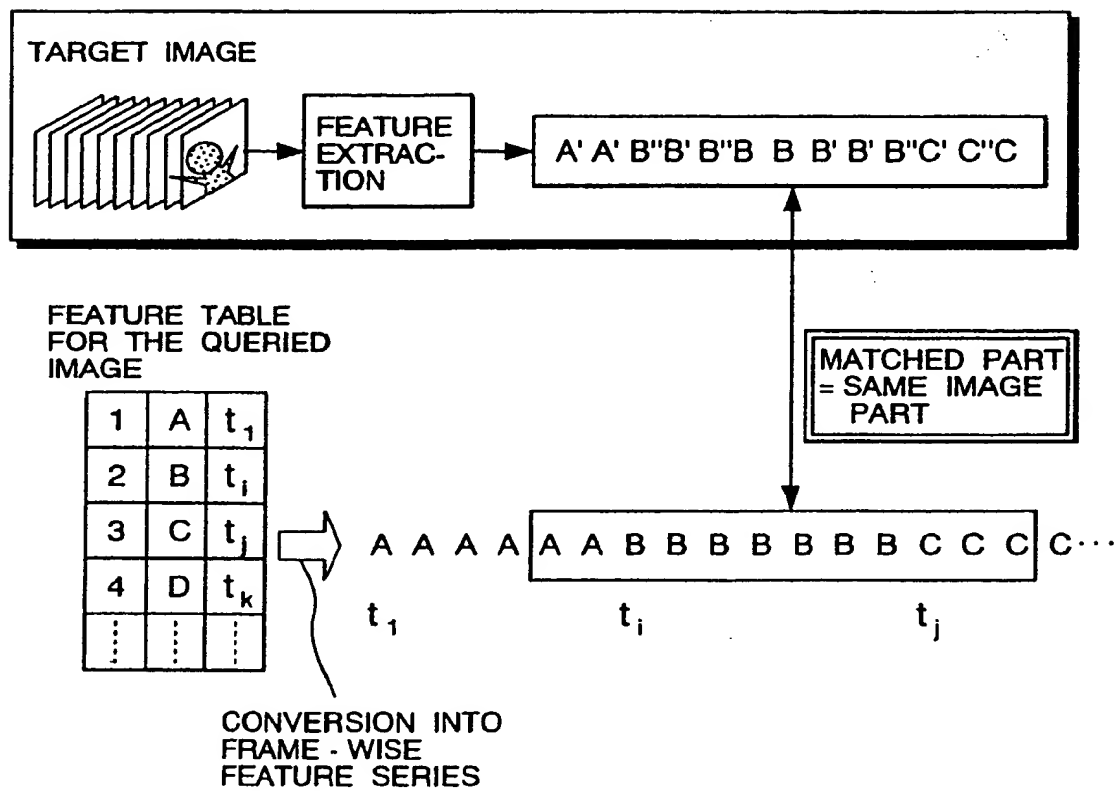 TARGET IMAGE
FEATURE
EXTRAC-
TION
A' A' B"B' B"B B B' B' B"C' C"C
FEATURE TABLE
FOR THE QUERIED
IMAGE
MATCHED PART
= SAME IMAGE
PART
1 A t1
2 B ti
3 C tj
4 D tk
A A A A A A B B B B B B B C C C C···
t1 ti tj
CONVERSION INTO
FRAME - WISE
FEATURE SERIES